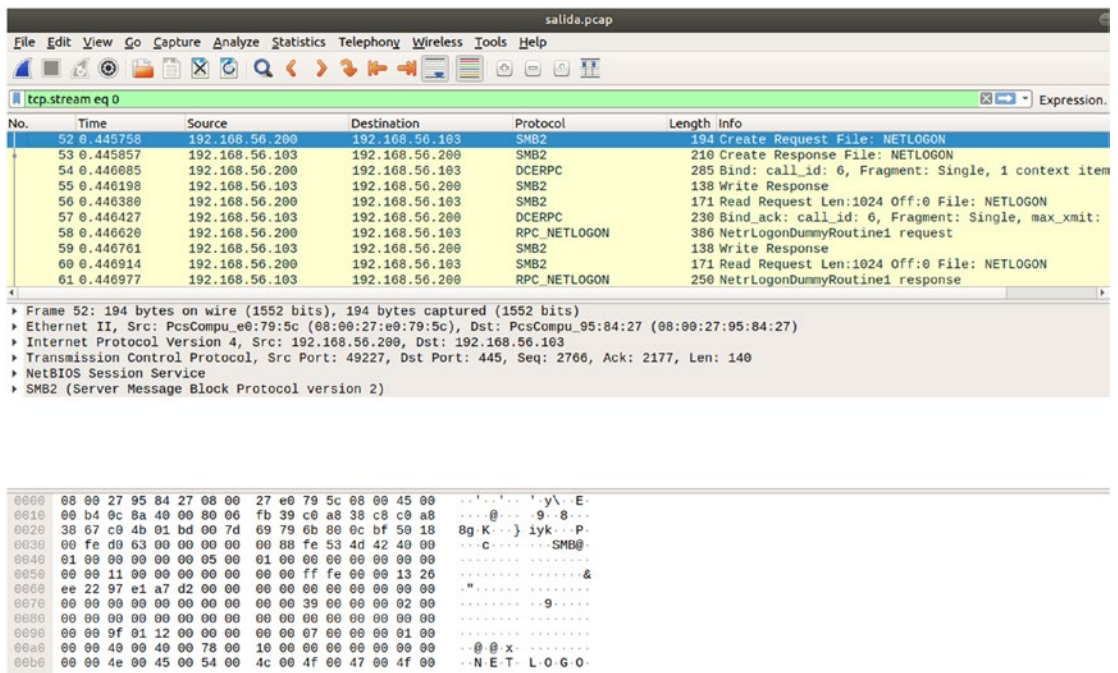 salida.pcap
File Edit View Go Capture Analyze Statistics Telephony Wireless Tools Help
tcp.stream eq 0 Expression.
No. Time Source Destination Protocol Length Info
52 0.445758 192.168.56.200 192.168.56.103 SMB2 194 Create Request File: NETLOGON
53 0.445857 192.168.56.103 192.168.56.200 SMB2 210 Create Response File: NETLOGON
54 0.446085 192.168.56.200 192.168.56.103 DCERPC 285 Bind: call_id: 6, Fragment: Single, 1 context item
55 0.446198 192.168.56.103 192.168.56.200 SMB2 138 Write Response
56 0.446380 192.168.56.200 192.168.56.103 SMB2 171 Read Request Len:1024 Off:0 File: NETLOGON
57 0.446427 192.168.56.103 192.168.56.200 DCERPC 230 Bind_ack: call_id: 6, Fragment: Single, max_xmit:
58 0.446620 192.168.56.200 192.168.56.103 RPC_NETLOGON 386 NetrLogonDummyRoutine1 request
59 0.446761 192.168.56.103 192.168.56.200 SMB2 138 Write Response
60 0.446914 192.168.56.200 192.168.56.103 SMB2 171 Read Request Len:1024 Off:0 File: NETLOGON
61 0.446977 192.168.56.103 192.168.56.200 RPC_NETLOGON 250 NetrLogonDummyRoutine1 response
Frame 52: 194 bytes on wire (1552 bits), 194 bytes captured (1552 bits)
Ethernet II, Src: PcsCompu_e0:79:5c (08:00:27:e0:79:5c), Dst: PcsCompu_95:84:27 (08:00:27:95:84:27)
Internet Protocol Version 4, Src: 192.168.56.200, Dst: 192.168.56.103
Transmission Control Protocol, Src Port: 49227, Dst Port: 445, Seq: 2766, Ack: 2177, Len: 140
NetBIOS Session Service
SMB2 (Server Message Block Protocol version 2)
0000 08 00 27 95 84 27 08 00 27 e0 79 5c 08 00 45 00 ··'··'·· '·y\··E·
0010 00 b4 0c 8a 40 00 80 06 fb 39 c0 a8 38 c8 c0 a8 ····@··· ·9··8···
0020 38 67 c0 4b 01 bd 00 7d 69 79 6b 80 0c bf 50 18 8g·K···} iyk···P·
0030 00 fe d0 63 00 00 00 00 00 88 fe 53 4d 42 40 00 ···c···· ···SMB@·
0040 01 00 00 00 00 00 05 00 01 00 00 00 00 00 00 00 ········ ········
0050 00 00 11 00 00 00 00 00 00 00 ff fe 00 00 13 26 ········ ·······&
0060 ee 22 97 e1 a7 d2 00 00 00 00 00 00 00 00 00 00 ·"······ ········
0070 00 00 00 00 00 00 00 00 00 00 39 00 00 00 02 00 ········ ··9·····
0080 00 00 00 00 00 00 00 00 00 00 00 00 00 00 00 00 ········ ········
0090 00 00 9f 01 12 00 00 00 00 00 07 00 00 00 01 00 ········ ········
00a0 00 00 40 00 40 00 78 00 10 00 00 00 00 00 00 00 ··@·@·x· ········
00b0 00 00 4e 00 45 00 54 00 4c 00 4f 00 47 00 4f 00 ··N·E·T· L·O·G·O·